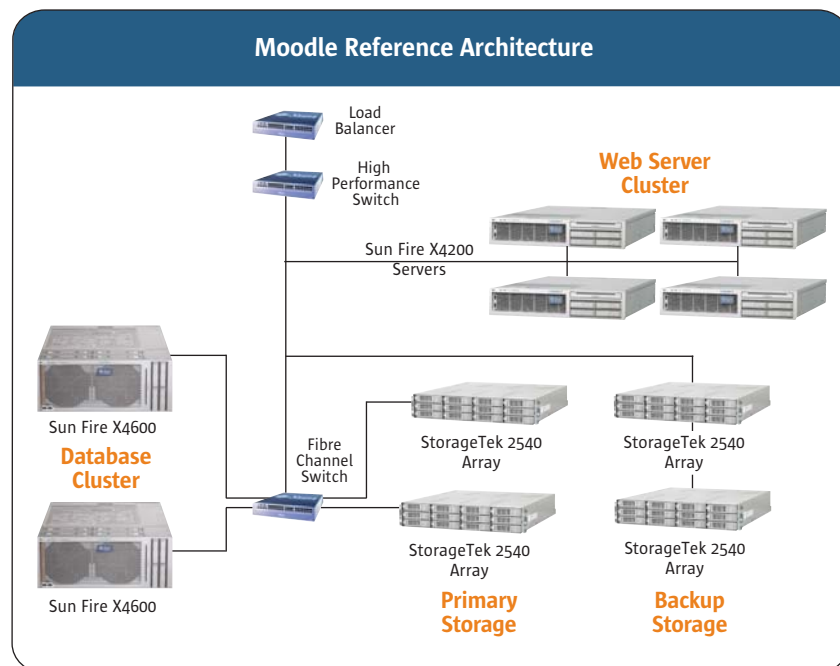 Moodle Reference Architecture
Load
Balancer
High
Performance
Switch
Web Server
Cluster
Sun Fire X4200
Servers
Sun Fire X4600
Database
Cluster
Fibre
Channel
Switch
StorageTek 2540
Array
StorageTek 2540
Array
Sun Fire X4600
StorageTek 2540
Array
StorageTek 2540
Array
Primary
Storage
Backup
Storage